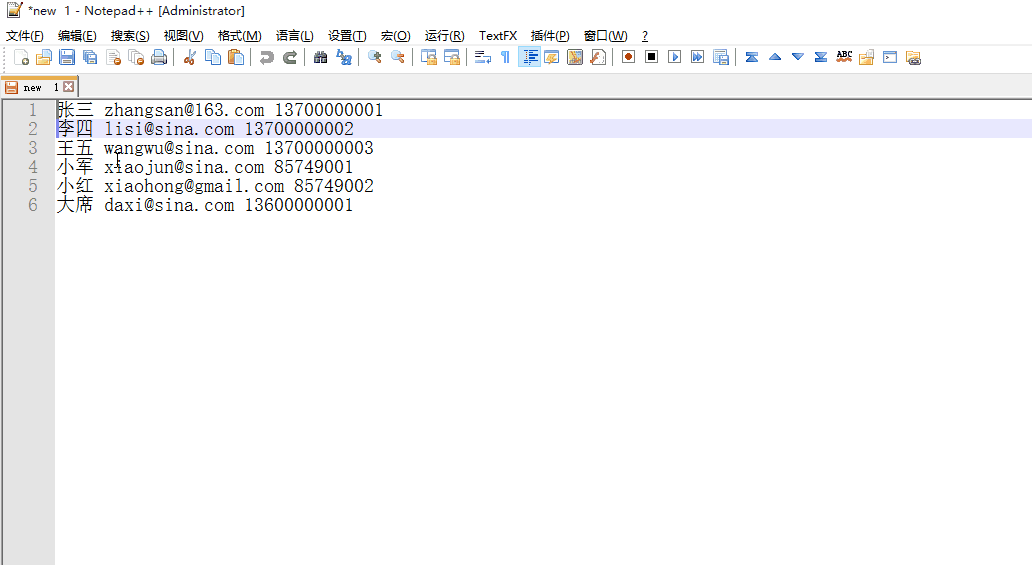 *new  1 - Notepad++ [Administrator]
文件(F) 编辑(E) 搜索(S) 视图(V) 格式(M) 语言(L) 设置(T) 宏(O) 运行(R) TextFX 插件(P) 窗口(W) ?
ABC
new  1
1 张三 zhangsan@163.com 13700000001
2 李四 lisi@sina.com 13700000002
3 王五 wangwu@sina.com 13700000003
4 小军 xiaojun@sina.com 85749001
5 小红 xiaohong@gmail.com 85749002
6 大席 daxi@sina.com 13600000001